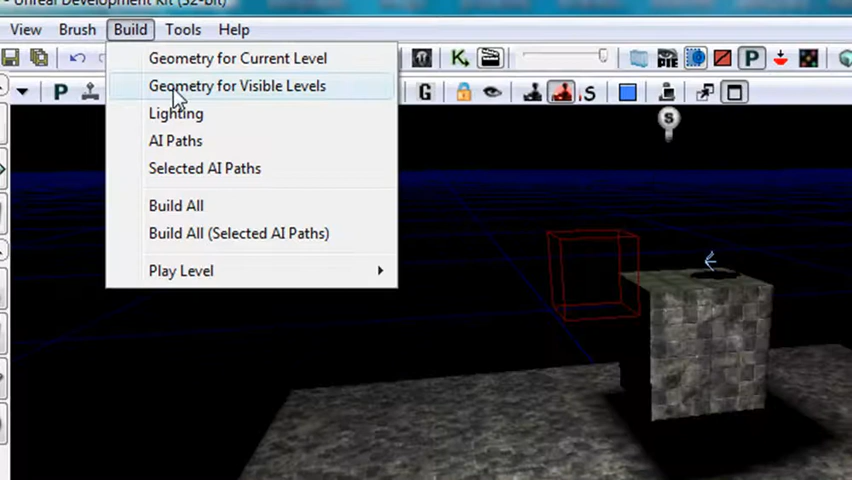 Unreal Development Kit (32-bit)
View Brush Build Tools Help
K PIE P
P G S
Geometry for Current Level
Geometry for Visible Levels
Lighting
AI Paths
Selected AI Paths
Build All
Build All (Selected AI Paths)
Play Level
S